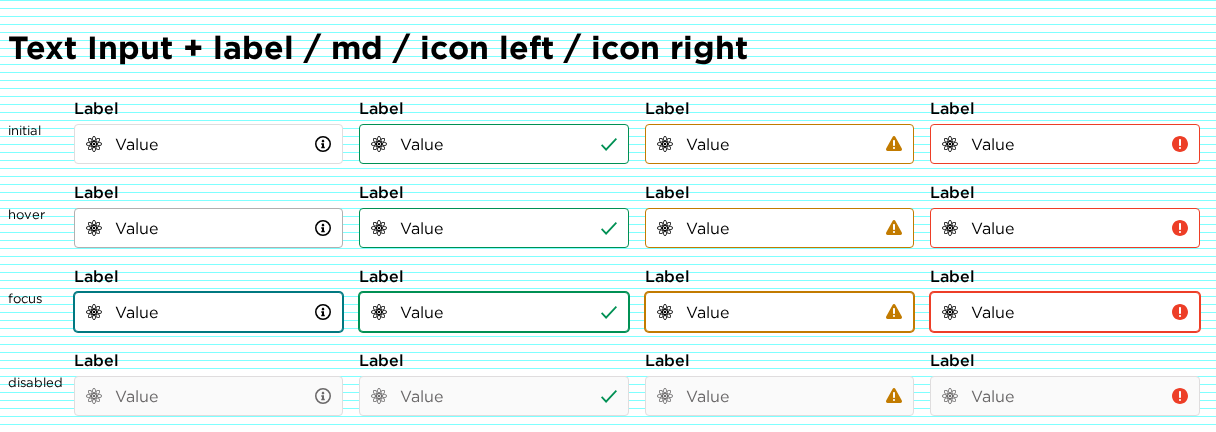 Text Input + label / md / icon left / icon right
Label Label Label Label
initial Value Value Value Value
Label Label Label Label
hover Value Value Value Value
Label Label Label Label
focus Value Value Value Value
Label Label Label Label
disabled Value Value Value Value